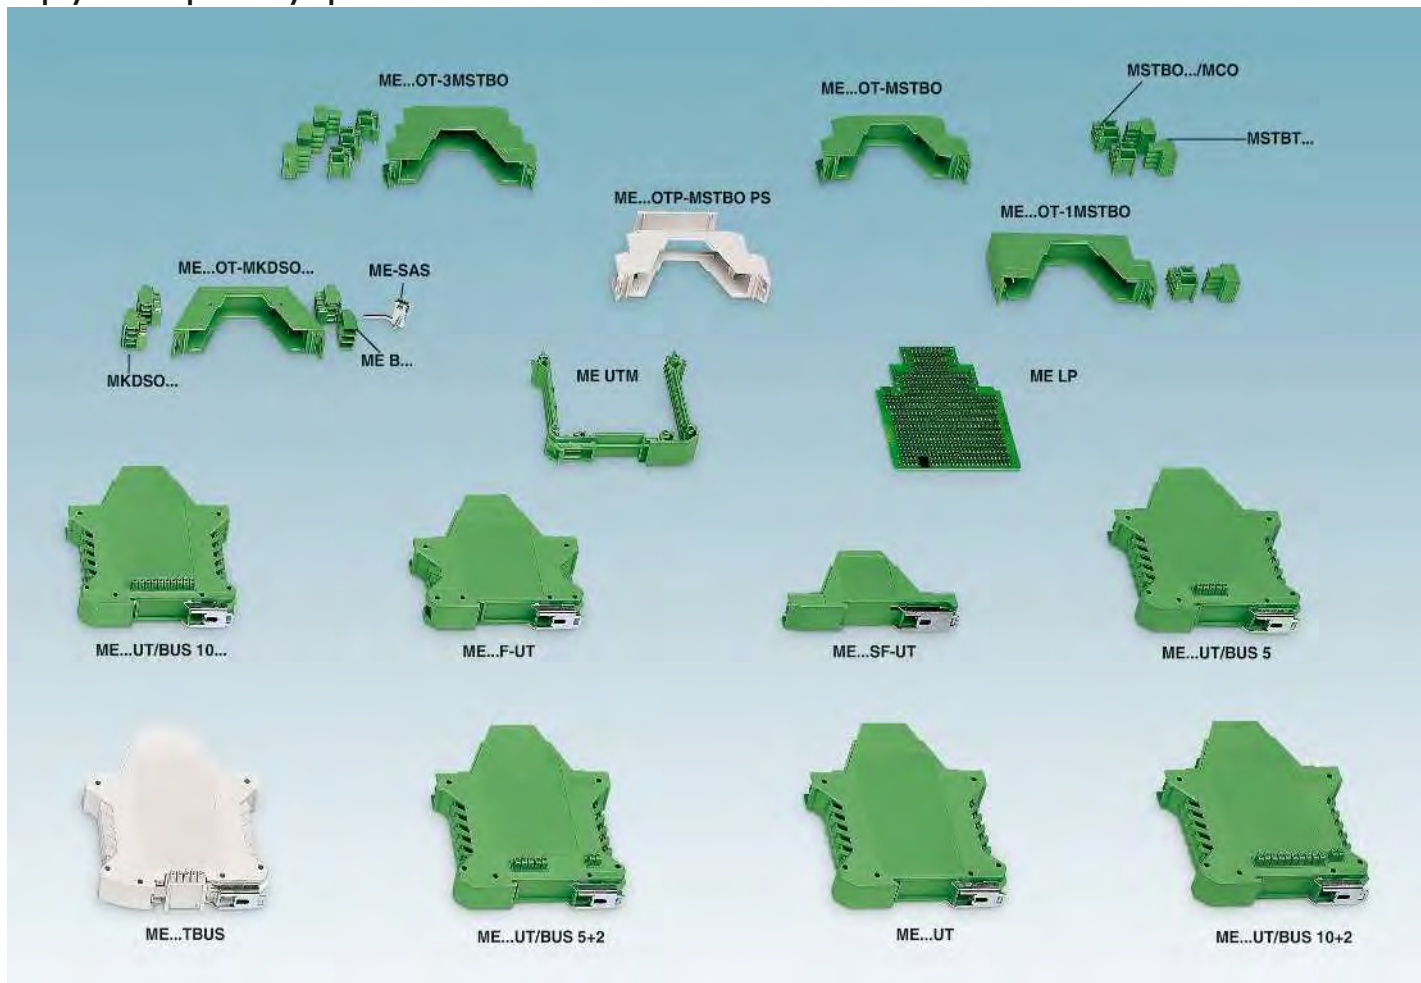 ME...OT-3MSTBO
ME...OT-MSTBO
MSTBO.../MCO
MSTBT...
ME...OTP-MSTBO PS
ME...OT-1MSTBO
ME...OT-MKDSO...
ME-SAS
ME B...
MKDSO...
ME UTM
ME LP
ME...UT/BUS 10...
ME...F-UT
ME...SF-UT
ME...UT/BUS 5
ME...TBUS
ME...UT/BUS 5+2
ME...UT
ME...UT/BUS 10+2